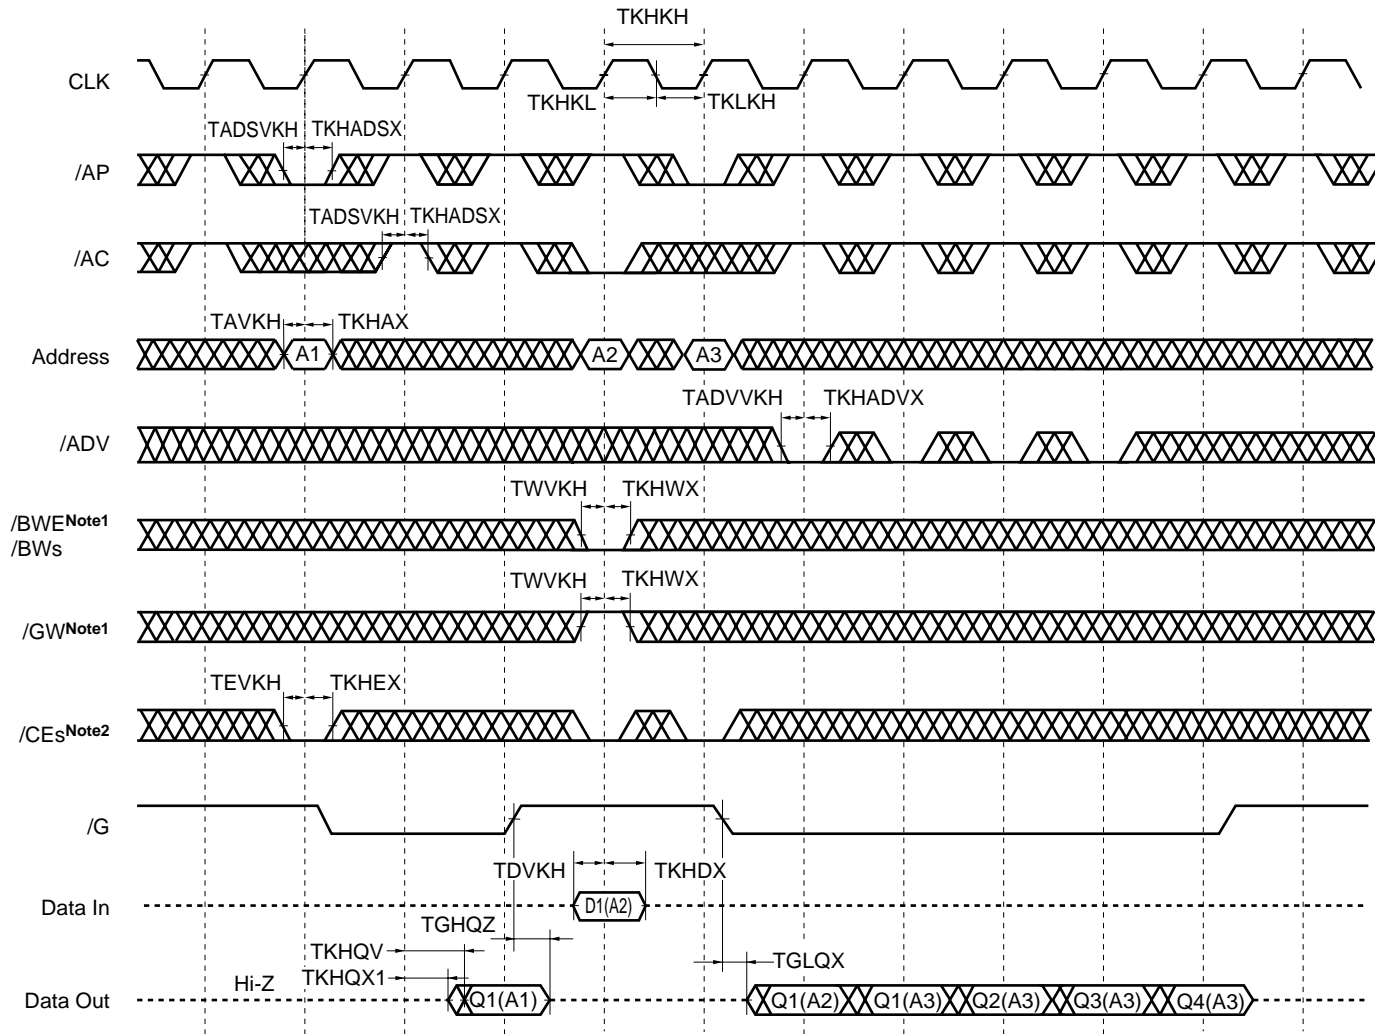 TKHKH
CLK
TKHKL TKLKH
TADSVKH TKHADSX
/AP
TADSVKH TKHADSX
/AC
TAVKH TKHAX
Address A1 A2 A3
TADVVKH TKHADVX
/ADV
TWVKH TKHWX
/BWENote1
/BWs
TWVKH TKHWX
/GWNote1
TEVKH TKHEX
/CEsNote2
/G
TDVKH TKHDX
Data In D1(A2)
TGHQZ
TKHQV
TGLQX
Hi-Z TKHQX1
Data Out Q1(A1) Q1(A2) Q1(A3) Q2(A3) Q3(A3) Q4(A3)